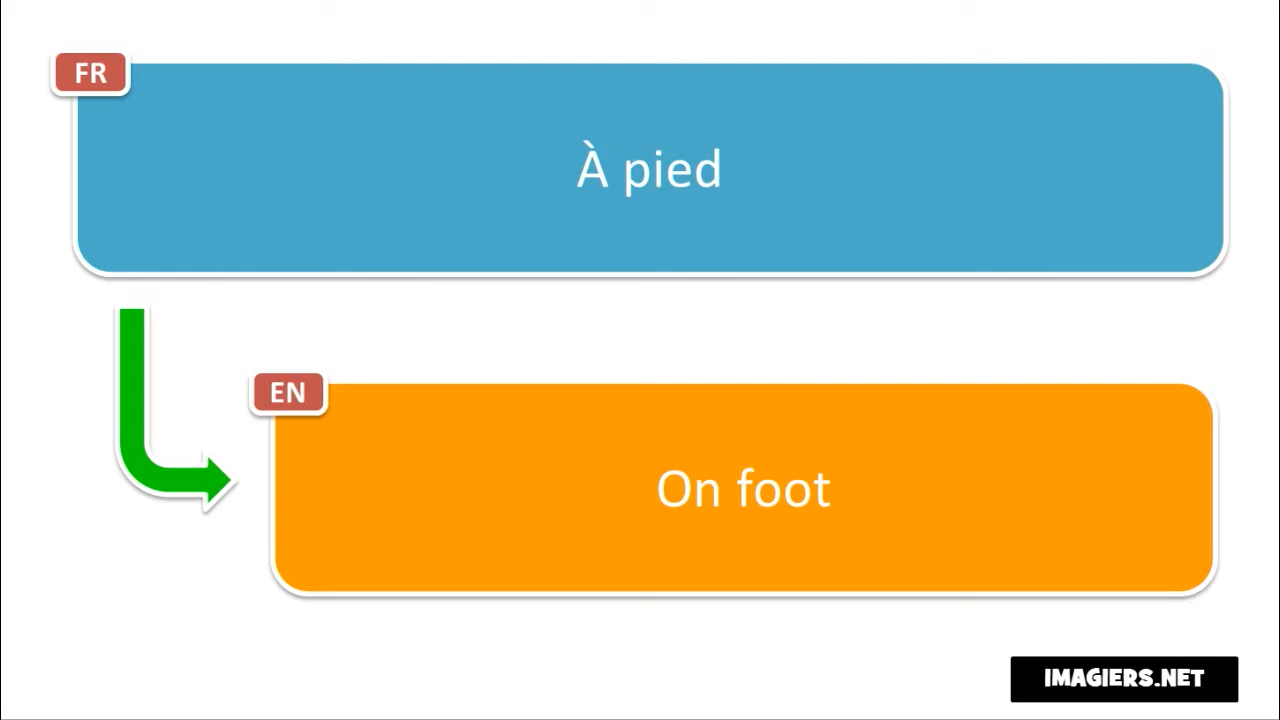 FR
À pied
EN
On foot
IMAGIERS.NET